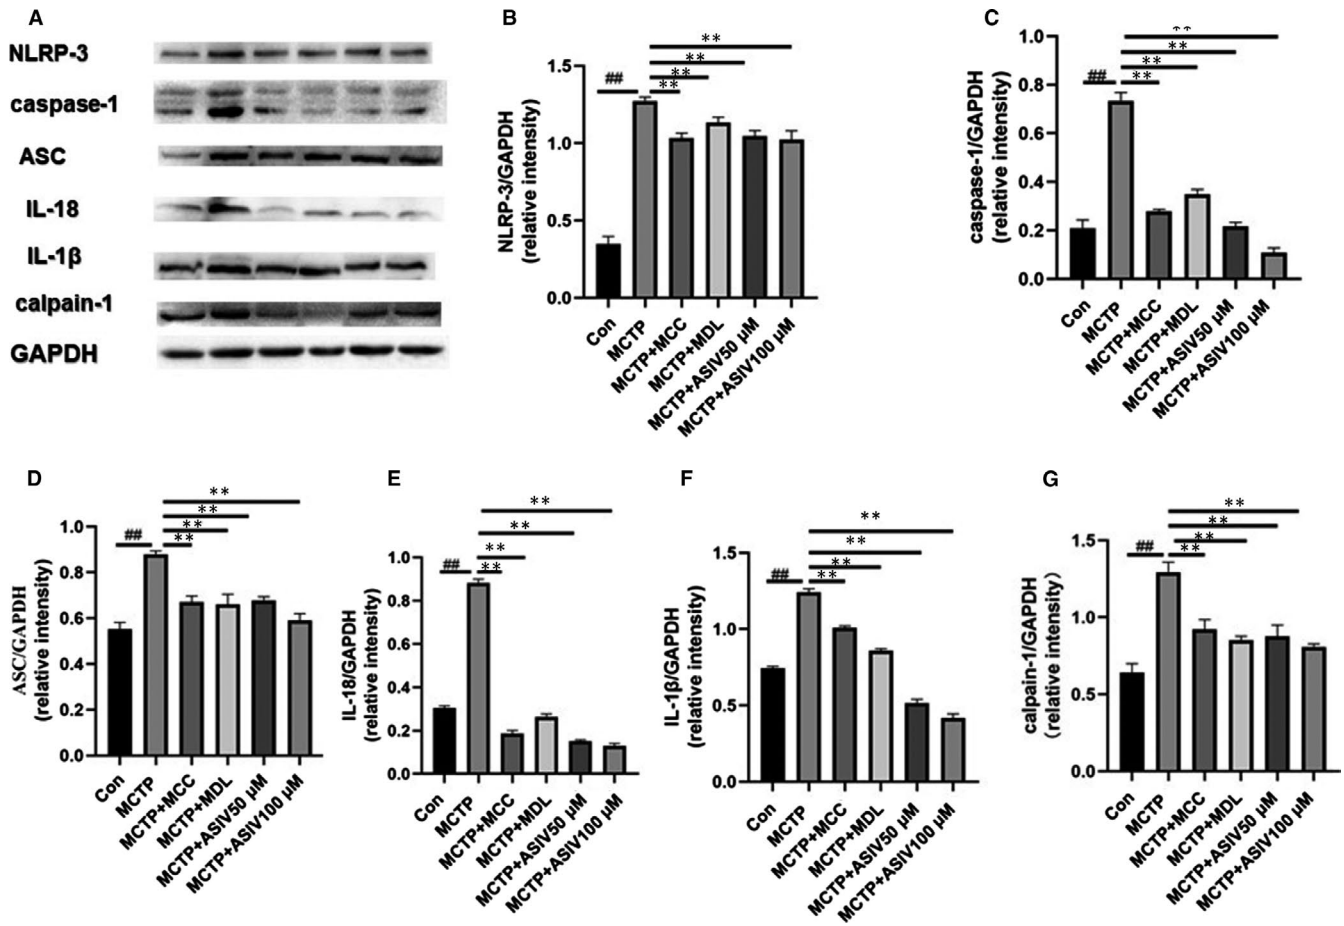 A
NLRP-3
caspase-1
ASC
IL-18
IL-1β
calpain-1
GAPDH
B
NLRP-3/GAPDH
(relative intensity)
1.5
1.0
0.5
0.0
##
**
**
**
**
Con
MCTP
MCTP+MCC
MCTP+MDL
MCTP+ASIV50 μM
MCTP+ASIV100 μM
C
caspase-1/GAPDH
(relative intensity)
1.0
0.8
0.6
0.4
0.2
0.0
##
**
**
**
**
Con
MCTP
MCTP+MCC
MCTP+MDL
MCTP+ASIV50 μM
MCTP+ASIV100 μM
D
ASC/GAPDH
(relative intensity)
1.0
0.8
0.6
0.4
0.2
0.0
##
**
**
**
**
Con
MCTP
MCTP+MCC
MCTP+MDL
MCTP+ASIV50 μM
MCTP+ASIV100 μM
E
IL-18/GAPDH
(relative intensity)
1.0
0.8
0.6
0.4
0.2
0.0
##
**
**
**
**
Con
MCTP
MCTP+MCC
MCTP+MDL
MCTP+ASIV50 μM
MCTP+ASIV100 μM
F
IL-1β/GAPDH
(relative intensity)
1.5
1.0
0.5
0.0
##
**
**
**
**
Con
MCTP
MCTP+MCC
MCTP+MDL
MCTP+ASIV50 μM
MCTP+ASIV100 μM
G
calpain-1/GAPDH
(relative intensity)
1.5
1.0
0.5
0.0
##
**
**
**
**
Con
MCTP
MCTP+MCC
MCTP+MDL
MCTP+ASIV50 μM
MCTP+ASIV100 μM